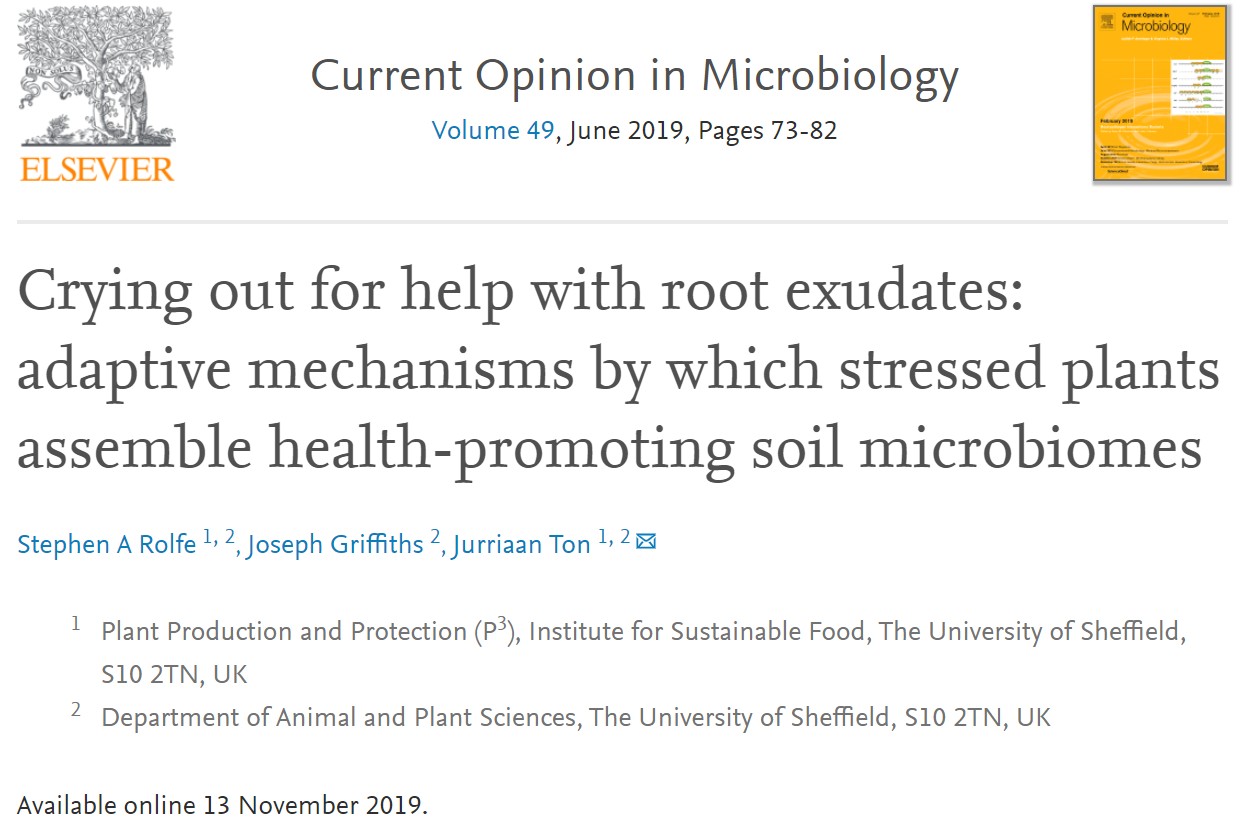 Current Opinion in Microbiology
Volume 49, June 2019, Pages 73-82
ELSEVIER
Current Opinion in
Microbiology
February 2019
Crying out for help with root exudates:
adaptive mechanisms by which stressed plants
assemble health-promoting soil microbiomes
Stephen A Rolfe 1, 2, Joseph Griffiths 2, Jurriaan Ton 1, 2
1 Plant Production and Protection (P3), Institute for Sustainable Food, The University of Sheffield,
S10 2TN, UK
2 Department of Animal and Plant Sciences, The University of Sheffield, S10 2TN, UK
Available online 13 November 2019.